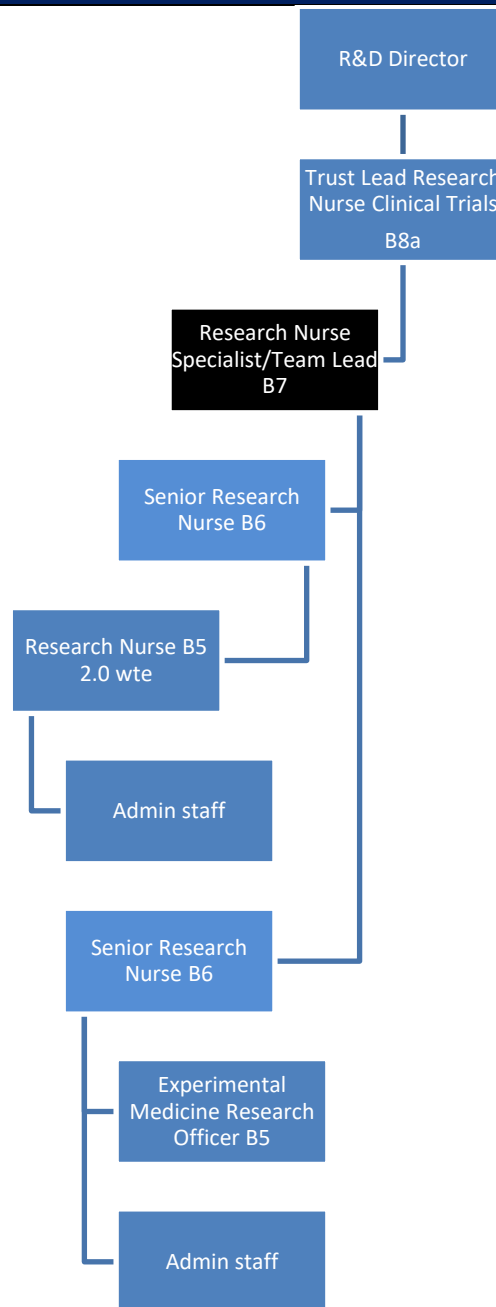 R&D Director
Trust Lead Research
Nurse Clinical Trials
B8a
Research Nurse
Specialist/Team Lead
B7
Senior Research
Nurse B6
Research Nurse B5
2.0 wte
Admin staff
Senior Research
Nurse B6
Experimental
Medicine Research
Officer B5
Admin staff